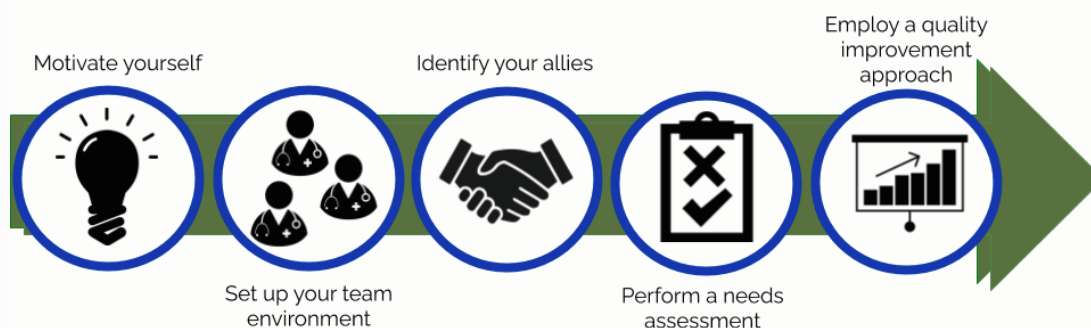 Motivate yourself
Set up your team
environment
Identify your allies
Perform a needs
assessment
Employ a quality
improvement
approach